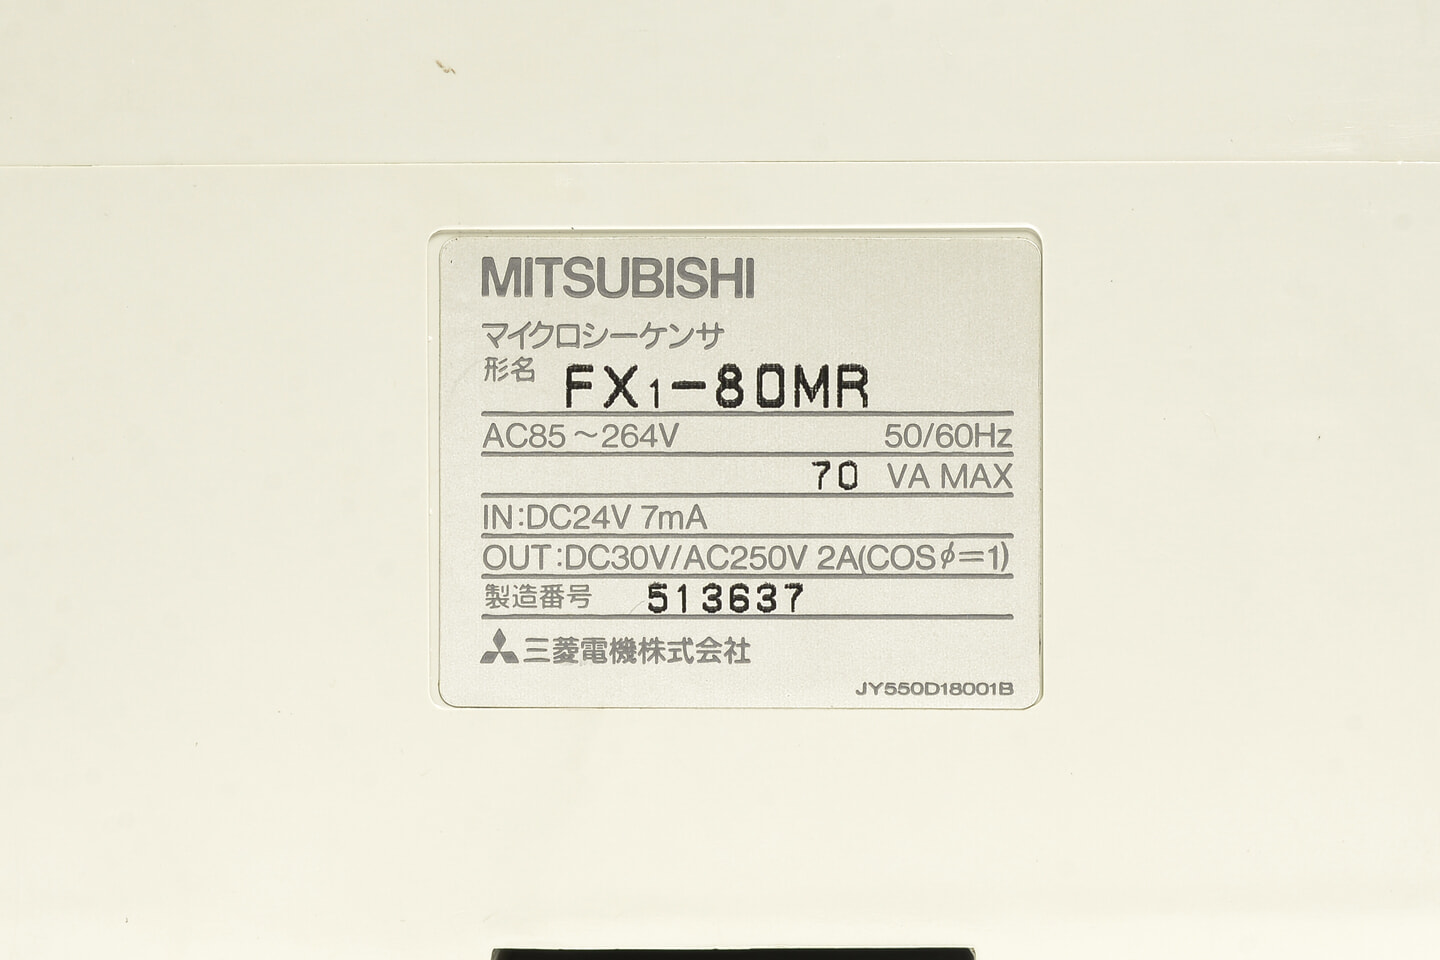 MITSUBISHI
マイクロシーケンサ
形名 FX1-80MR
AC85~264V 50/60Hz
70 VA MAX
IN:DC24V 7mA
OUT:DC30V/AC250V 2A(COSφ=1)
製造番号 513637
三菱電機株式会社
JY550D18001B